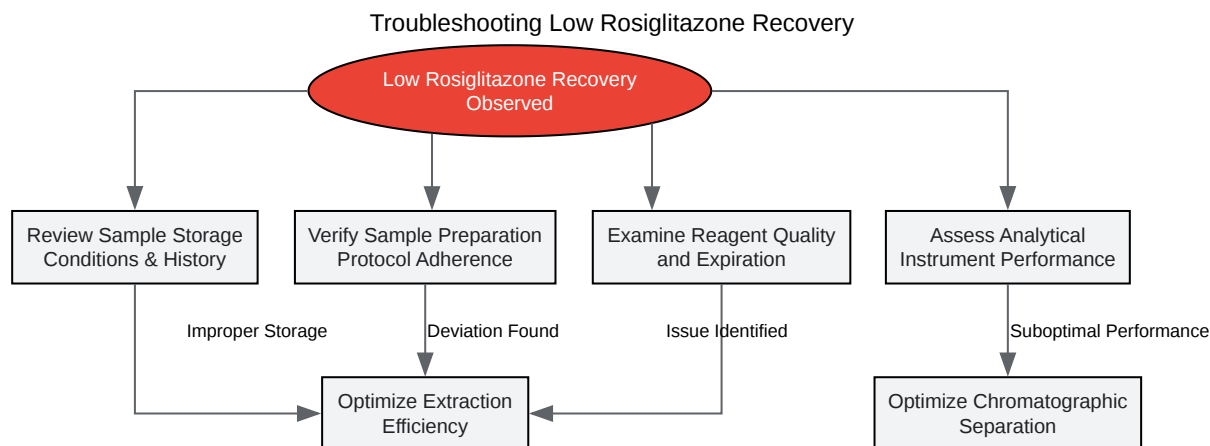 Troubleshooting Low Rosiglitazone Recovery
Low Rosiglitazone Recovery
Observed
Review Sample Storage
Conditions & History
Verify Sample Preparation
Protocol Adherence
Examine Reagent Quality
and Expiration
Assess Analytical
Instrument Performance
Improper Storage
Deviation Found
Issue Identified
Suboptimal Performance
Optimize Extraction
Efficiency
Optimize Chromatographic
Separation